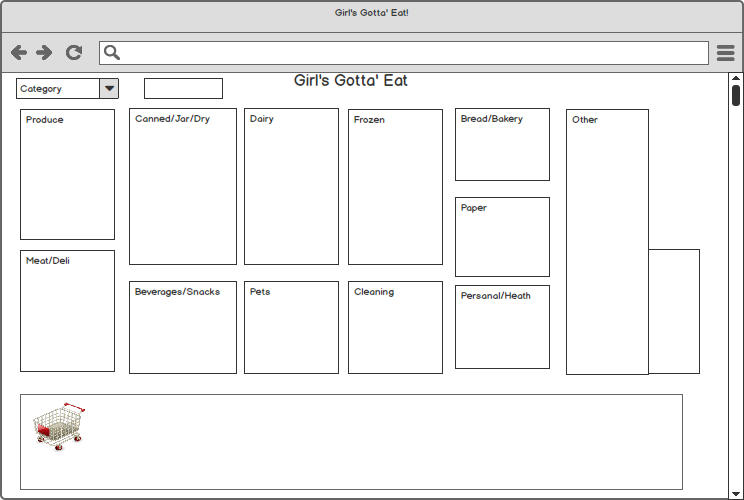 Girl's Gotta' Eat!
Girl's Gotta' Eat
Category
Produce
Canned/Jar/Dry
Dairy
Frozen
Bread/Bakery
Other
Paper
Meat/Deli
Beverages/Snacks
Pets
Cleaning
Persanal/Heath